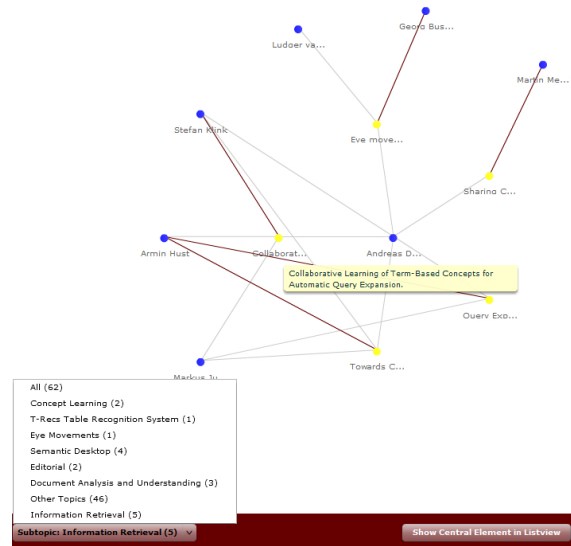 Georg Bus...
Ludger va...
Martin Me...
Stefan Klink
Eye move...
Sharing C...
Armin Hust
Collaborat...
Andreas D...
Collaborative Learning of Term-Based Concepts for
Automatic Query Expansion.
Query Exp...
Towards C...
Markus Ju...
All (62)
Concept Learning (2)
T-Recs Table Recognition System (1)
Eye Movements (1)
Semantic Desktop (4)
Editorial (2)
Document Analysis and Understanding (3)
Other Topics (46)
Information Retrieval (5)
Subtopic: Information Retrieval (5) v
Show Central Element in Listview